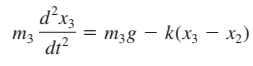 m₃ d²x₃/dt² = m₃g − k(x₃ − x₂)